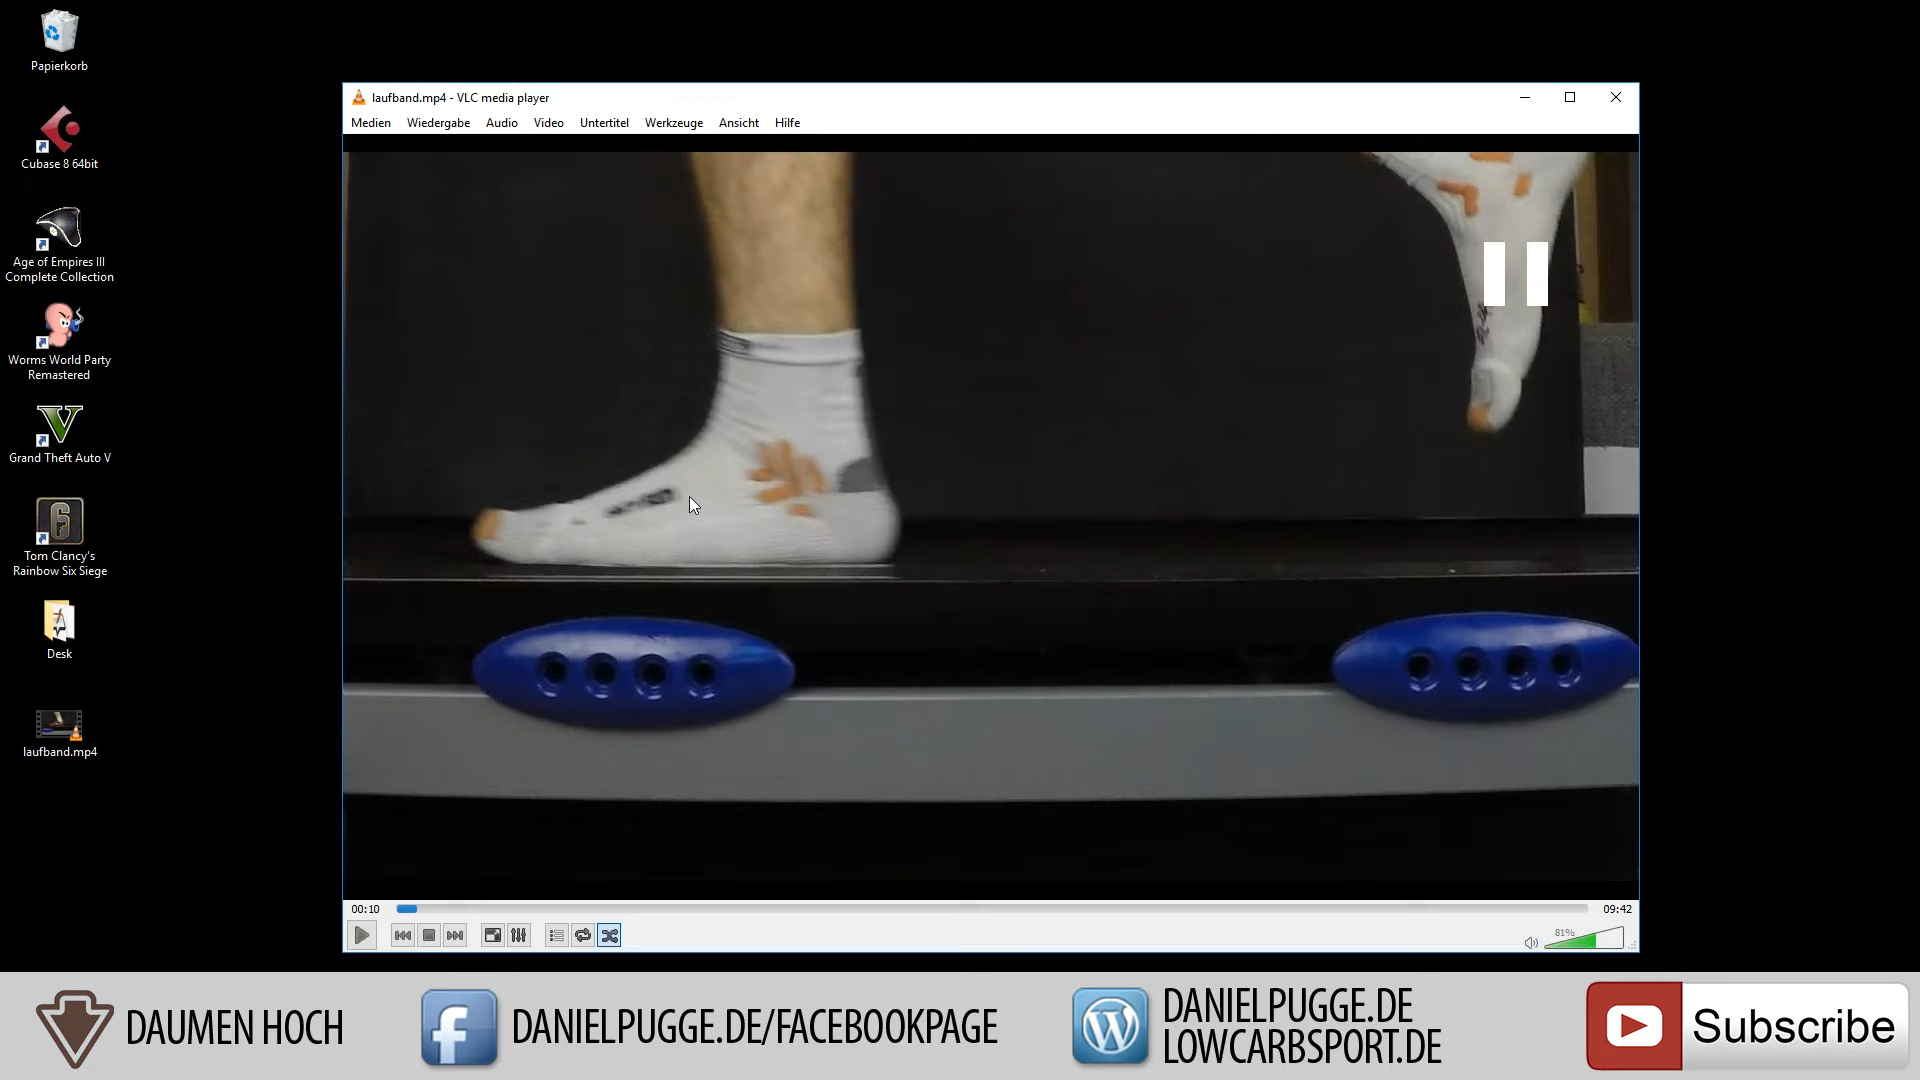 Papierkorb
Cubase 8 64bit
Age of Empires III
Complete Collection
Worms World Party
Remastered
Grand Theft Auto V
Tom Clancy's
Rainbow Six Siege
Desk
laufband.mp4
laufband.mp4 - VLC media player
Medien Wiedergabe Audio Video Untertitel Werkzeuge Ansicht Hilfe
00:10
09:42
81%
DAUMEN HOCH
DANIELPUGGE.DE/FACEBOOKPAGE
DANIELPUGGE.DE
LOWCARBSPORT.DE
Subscribe